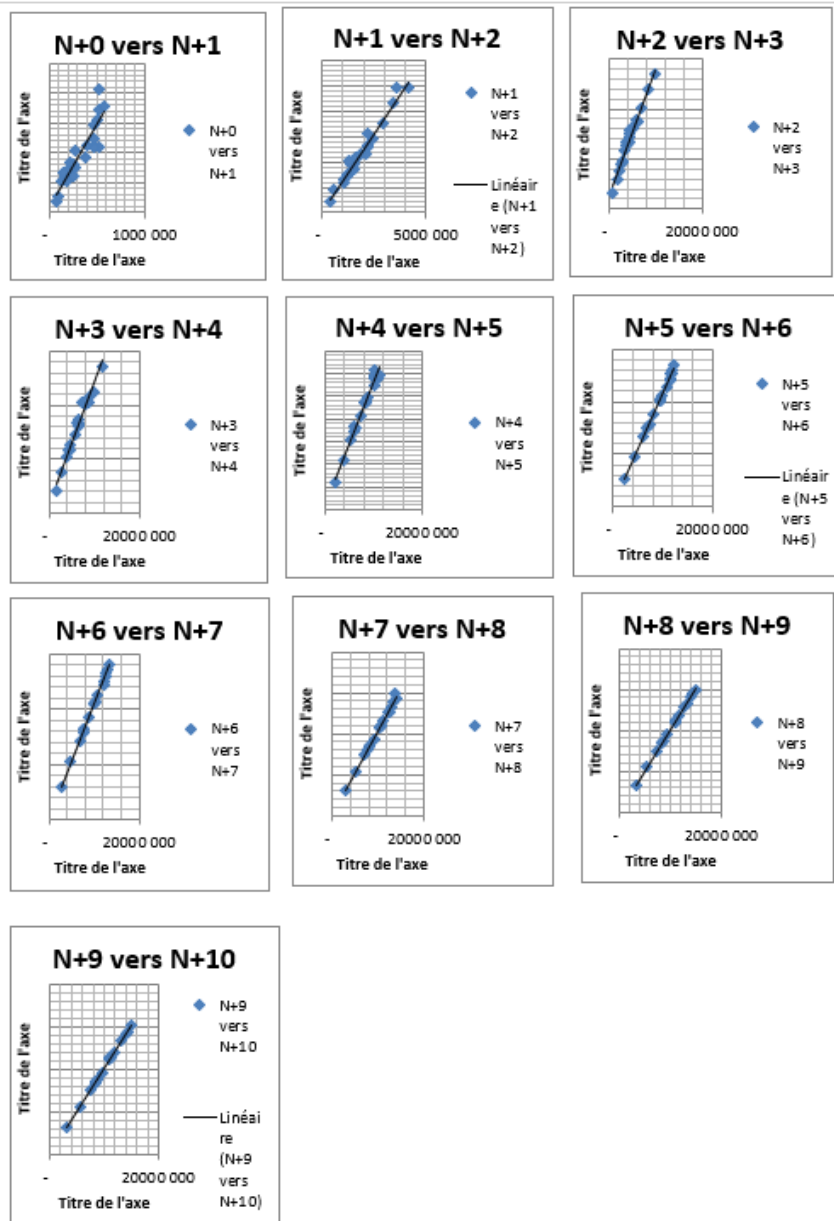 N+0 vers N+1
Titre de l'axe
N+0
vers
N+1
-
1000 000
Titre de l'axe
N+1 vers N+2
Titre de l'axe
N+1
vers
N+2
Linéair
e (N+1
vers
N+2)
-
5000 000
Titre de l'axe
N+2 vers N+3
Titre de l'axe
N+2
vers
N+3
-
20000 000
Titre de l'axe
N+3 vers N+4
Titre de l'axe
N+3
vers
N+4
-
20000 000
Titre de l'axe
N+4 vers N+5
Titre de l'axe
N+4
vers
N+5
-
20000 000
Titre de l'axe
N+5 vers N+6
Titre de l'axe
N+5
vers
N+6
Linéair
e (N+5
vers
N+6)
-
20000 000
Titre de l'axe
N+6 vers N+7
Titre de l'axe
N+6
vers
N+7
-
20000 000
Titre de l'axe
N+7 vers N+8
Titre de l'axe
N+7
vers
N+8
-
20000 000
Titre de l'axe
N+8 vers N+9
Titre de l'axe
N+8
vers
N+9
-
20000 000
Titre de l'axe
N+9 vers N+10
Titre de l'axe
N+9
vers
N+10
Linéai
re
(N+9
vers
N+10)
-
20000 000
Titre de l'axe